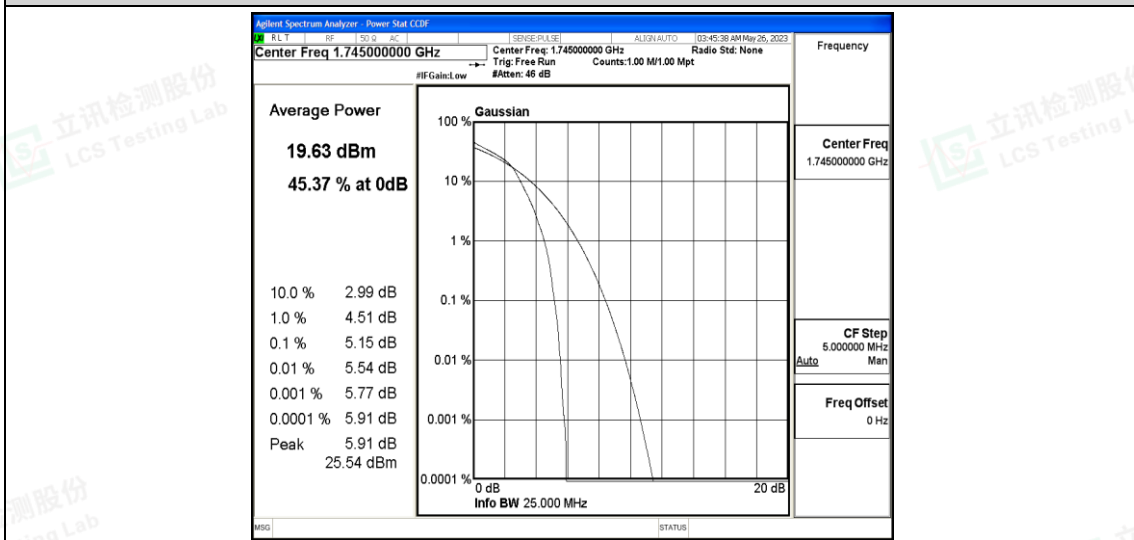 Agilent Spectrum Analyzer - Power Stat CCDF
LXI RLT RF 50 Ω AC SENSE:PULSE ALIGN AUTO 03:45:38 AM May 26, 2023
Center Freq 1.745000000 GHz
Center Freq: 1.745000000 GHz Radio Std: None
Trig: Free Run Counts:1.00 M/1.00 Mpt
#IFGain:Low #Atten: 46 dB
Frequency
Average Power
19.63 dBm
45.37 % at 0dB
10.0 % 2.99 dB
1.0 % 4.51 dB
0.1 % 5.15 dB
0.01 % 5.54 dB
0.001 % 5.77 dB
0.0001 % 5.91 dB
Peak 5.91 dB
25.54 dBm
Gaussian
100 %
10 %
1 %
0.1 %
0.01 %
0.001 %
0.0001 %
0 dB 20 dB
Info BW 25.000 MHz
Center Freq
1.745000000 GHz
CF Step
5.000000 MHz
Auto Man
Freq Offset
0 Hz
MSG STATUS
立讯检测股份
LCS Testing Lab
立讯检测股份
LCS Testing L
测股份
ng Lab